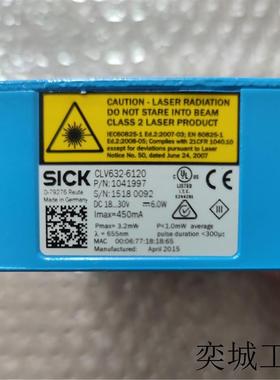 CAUTION - LASER RADIATION
DO NOT STARE INTO BEAM
CLASS 2 LASER PRODUCT
IEC60825-1 Ed.2:2007-03; EN 60825-1
Ed.2:2008-05; Complies with 21CFR 1040.10
except for deviations pursuant to Laser
Notice No. 50, dated June 24, 2007
SICK
D-79276 Reute
Made in Germany
CLV632-6120
P/N: 1041997
S/N: 1518 0092
DC 18...30V 6.0W
Imax=450mA
C UL US
LISTED
Pmax= 3.2mW P<1.0mW average
λ = 655nm pulse duration <300µs
MAC 00:06:77:18:18:65
April 2015
奕城工